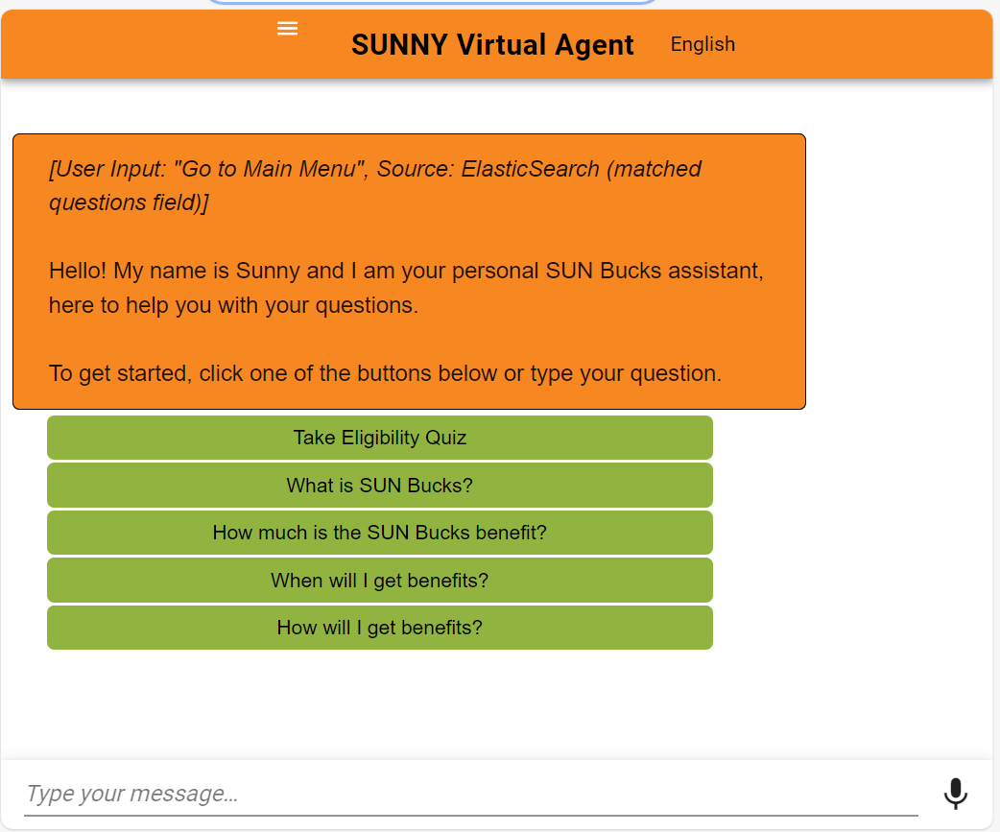 SUNNY Virtual Agent
English
[User Input: "Go to Main Menu", Source: ElasticSearch (matched
questions field)]
Hello! My name is Sunny and I am your personal SUN Bucks assistant,
here to help you with your questions.
To get started, click one of the buttons below or type your question.
Take Eligibility Quiz
What is SUN Bucks?
How much is the SUN Bucks benefit?
When will I get benefits?
How will I get benefits?
Type your message...